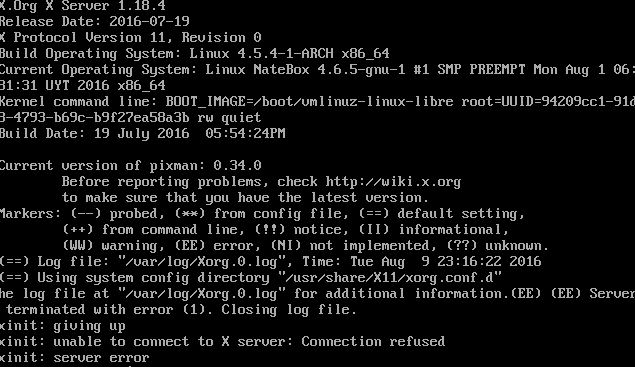 X.Org X Server 1.18.4
Release Date: 2016-07-19
X Protocol Version 11, Revision 0
Build Operating System: Linux 4.5.4-1-ARCH x86_64
Current Operating System: Linux NateBox 4.6.5-gnu-1 #1 SMP PREEMPT Mon Aug 1 06:
31:31 UYT 2016 x86_64
Kernel command line: BOOT_IMAGE=/boot/vmlinuz-linux-libre root=UUID=94209cc1-91d
3-4793-b69c-b9f27ea58a3b rw quiet
Build Date: 19 July 2016  05:54:24PM

Current version of pixman: 0.34.0
        Before reporting problems, check http://wiki.x.org
        to make sure that you have the latest version.
Markers: (--) probed, (**) from config file, (==) default setting,
        (++) from command line, (!!) notice, (II) informational,
        (WW) warning, (EE) error, (NI) not implemented, (??) unknown.
(==) Log file: "/var/log/Xorg.0.log", Time: Tue Aug  9 23:16:22 2016
(==) Using system config directory "/usr/share/X11/xorg.conf.d"
he log file at "/var/log/Xorg.0.log" for additional information.(EE) (EE) Server
 terminated with error (1). Closing log file.
xinit: giving up
xinit: unable to connect to X server: Connection refused
xinit: server error